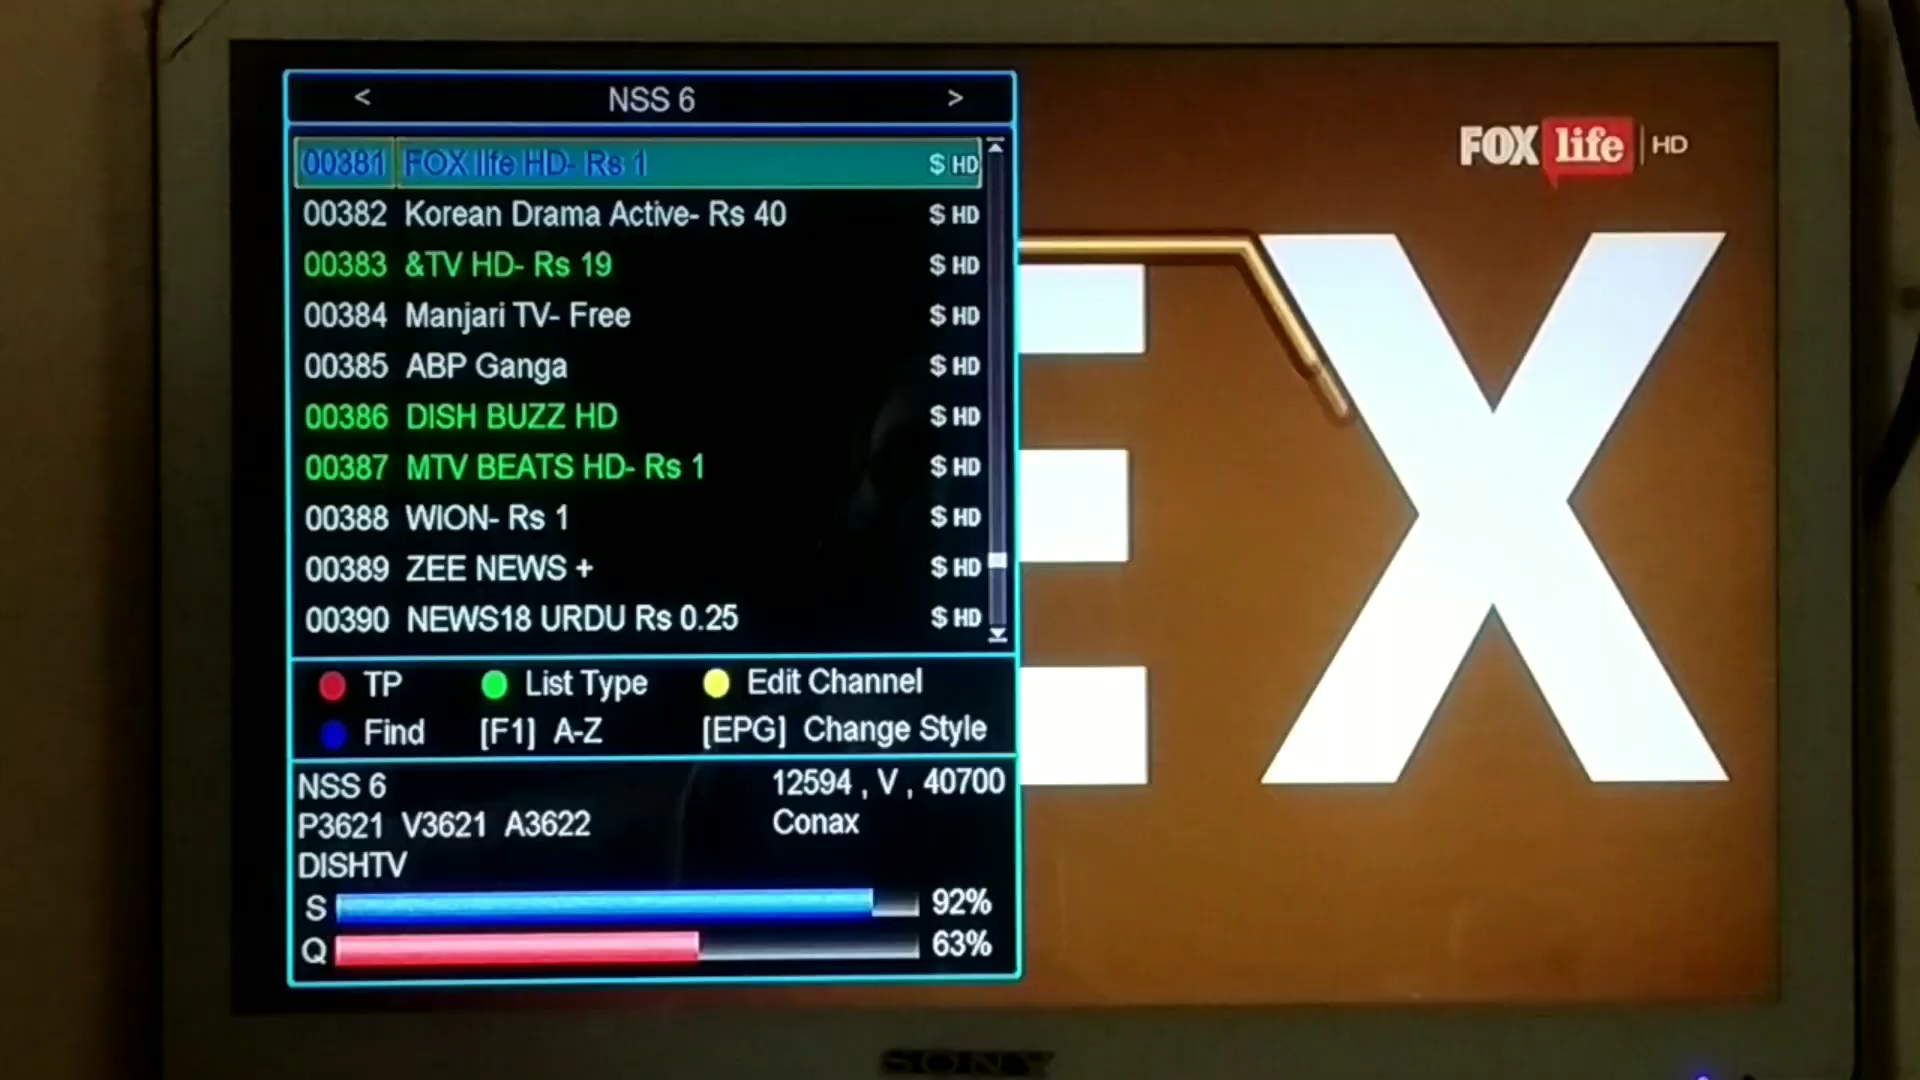 < NSS 6 >
00381 FOX life HD- Rs 1 $ HD
00382 Korean Drama Active- Rs 40 $ HD
00383 &TV HD- Rs 19 $ HD
00384 Manjari TV- Free $ HD
00385 ABP Ganga $ HD
00386 DISH BUZZ HD $ HD
00387 MTV BEATS HD- Rs 1 $ HD
00388 WION- Rs 1 $ HD
00389 ZEE NEWS + $ HD
00390 NEWS18 URDU Rs 0.25 $ HD
TP List Type Edit Channel
Find [F1] A-Z [EPG] Change Style
NSS 6 12594 , V , 40700
P3621 V3621 A3622 Conax
DISHTV
S 92%
Q 63%
FOX life HD
EX
SONY